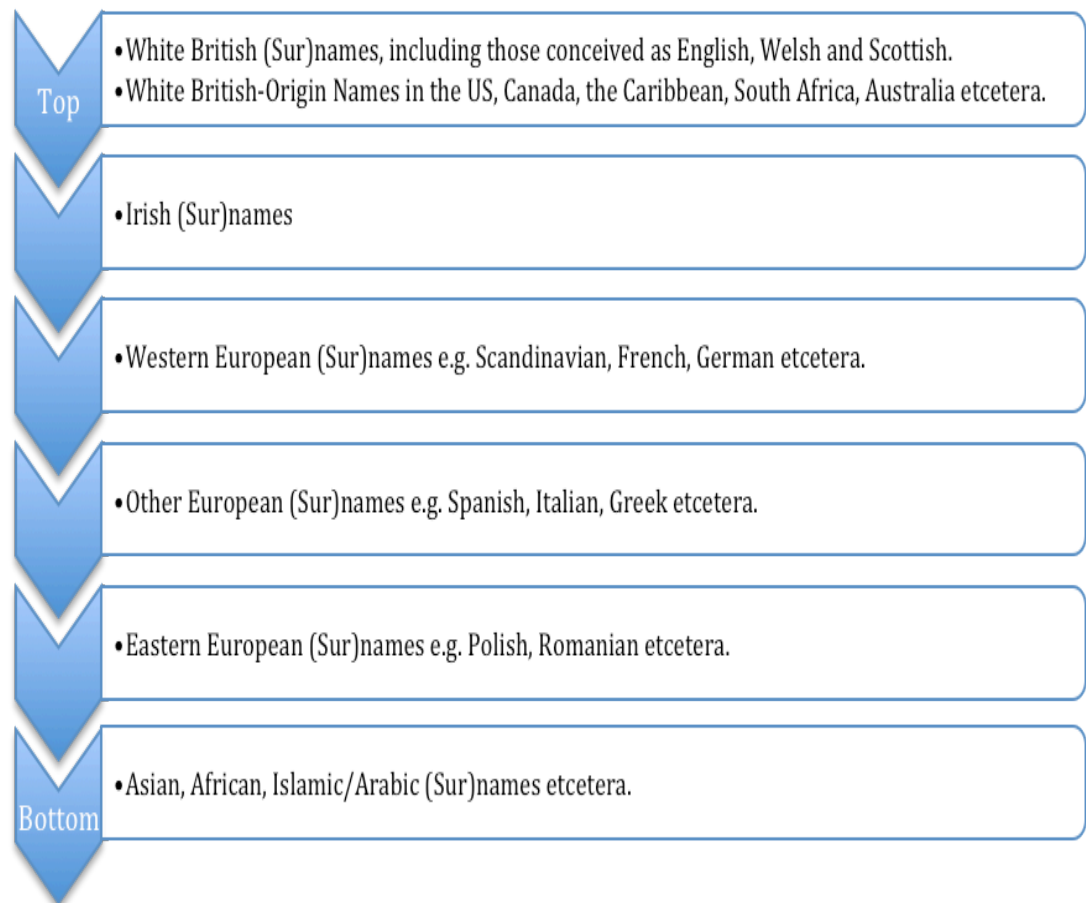 Top
•White British (Sur)names, including those conceived as English, Welsh and Scottish.
•White British-Origin Names in the US, Canada, the Caribbean, South Africa, Australia etcetera.
•Irish (Sur)names
•Western European (Sur)names e.g. Scandinavian, French, German etcetera.
•Other European (Sur)names e.g. Spanish, Italian, Greek etcetera.
•Eastern European (Sur)names e.g. Polish, Romanian etcetera.
Bottom
•Asian, African, Islamic/Arabic (Sur)names etcetera.